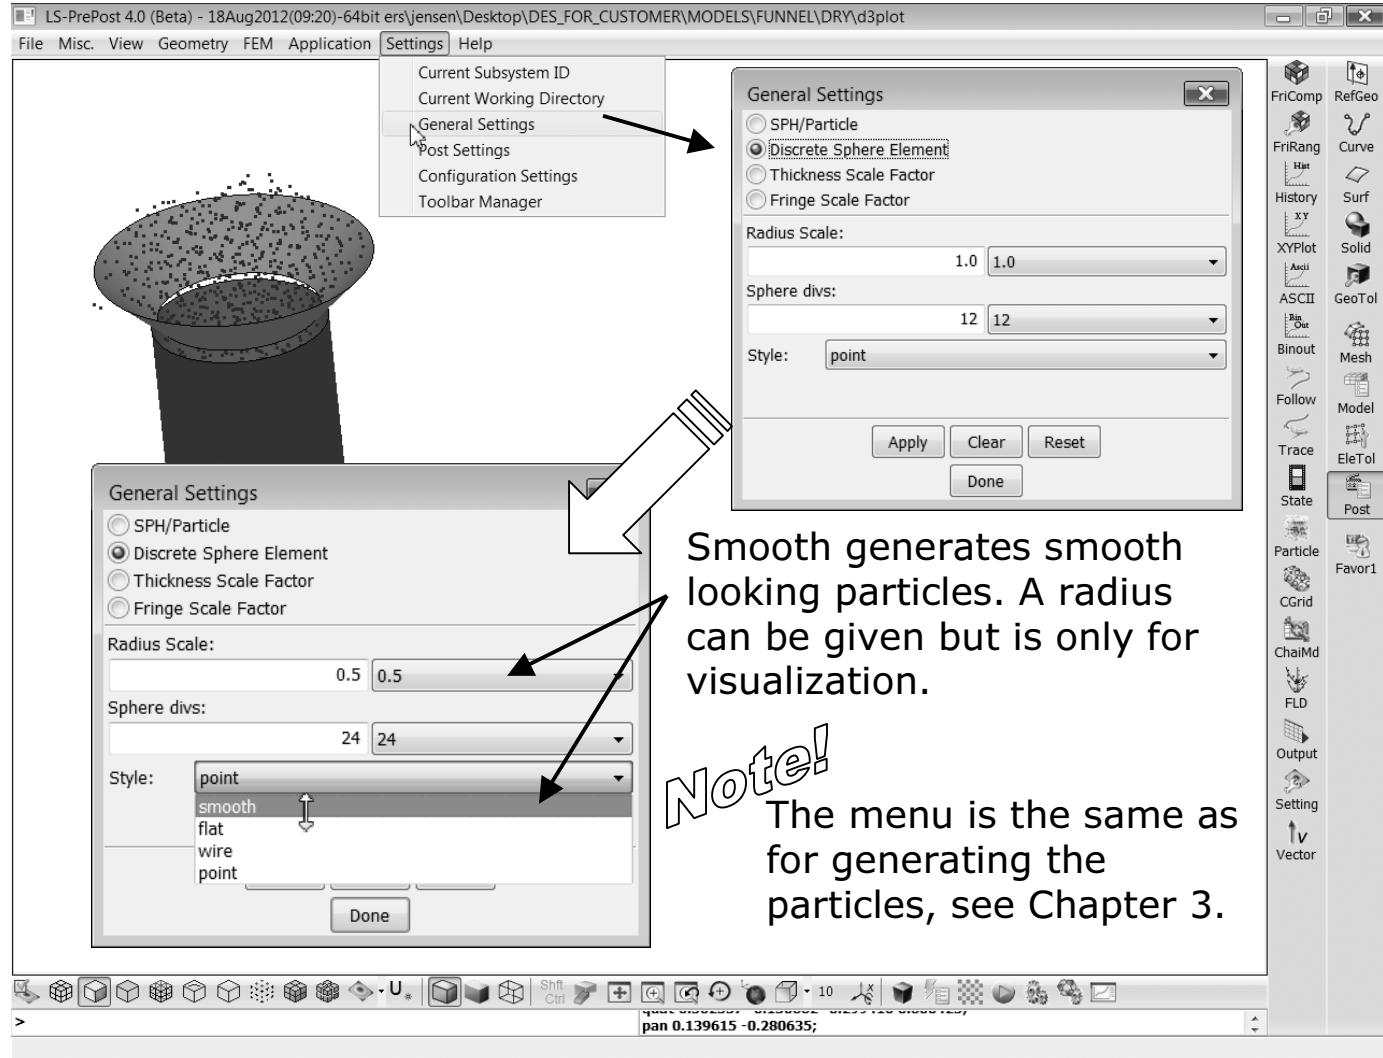 LS-PrePost 4.0 (Beta) - 18Aug2012(09:20)-64bit ers\jensen\Desktop\DES_FOR_CUSTOMER\MODELS\FUNNEL\DRY\d3plot
File Misc. View Geometry FEM Application Settings Help
Current Subsystem ID
Current Working Directory
General Settings
Post Settings
Configuration Settings
Toolbar Manager
General Settings
SPH/Particle
Discrete Sphere Element
Thickness Scale Factor
Fringe Scale Factor
Radius Scale:
1.0 1.0
Sphere divs:
12 12
Style: point
Apply Clear Reset
Done
General Settings
SPH/Particle
Discrete Sphere Element
Thickness Scale Factor
Fringe Scale Factor
Radius Scale:
0.5 0.5
Sphere divs:
24 24
Style: point
smooth
flat
wire
point
Done
Smooth generates smooth
looking particles. A radius
can be given but is only for
visualization.
Note!
The menu is the same as
for generating the
particles, see Chapter 3.
FriComp RefGeo
FriRang Curve
Hist
History Surf
XY
XYPlot Solid
Ascii
ASCII GeoTol
Bin
Out
Binout Mesh
Follow Model
Trace EleTol
State Post
Particle Favor1
CGrid
ChaiMd
FLD
Output
Setting
V
Vector
U
Shft
Ctrl
10
>
pan 0.139615 -0.280635;